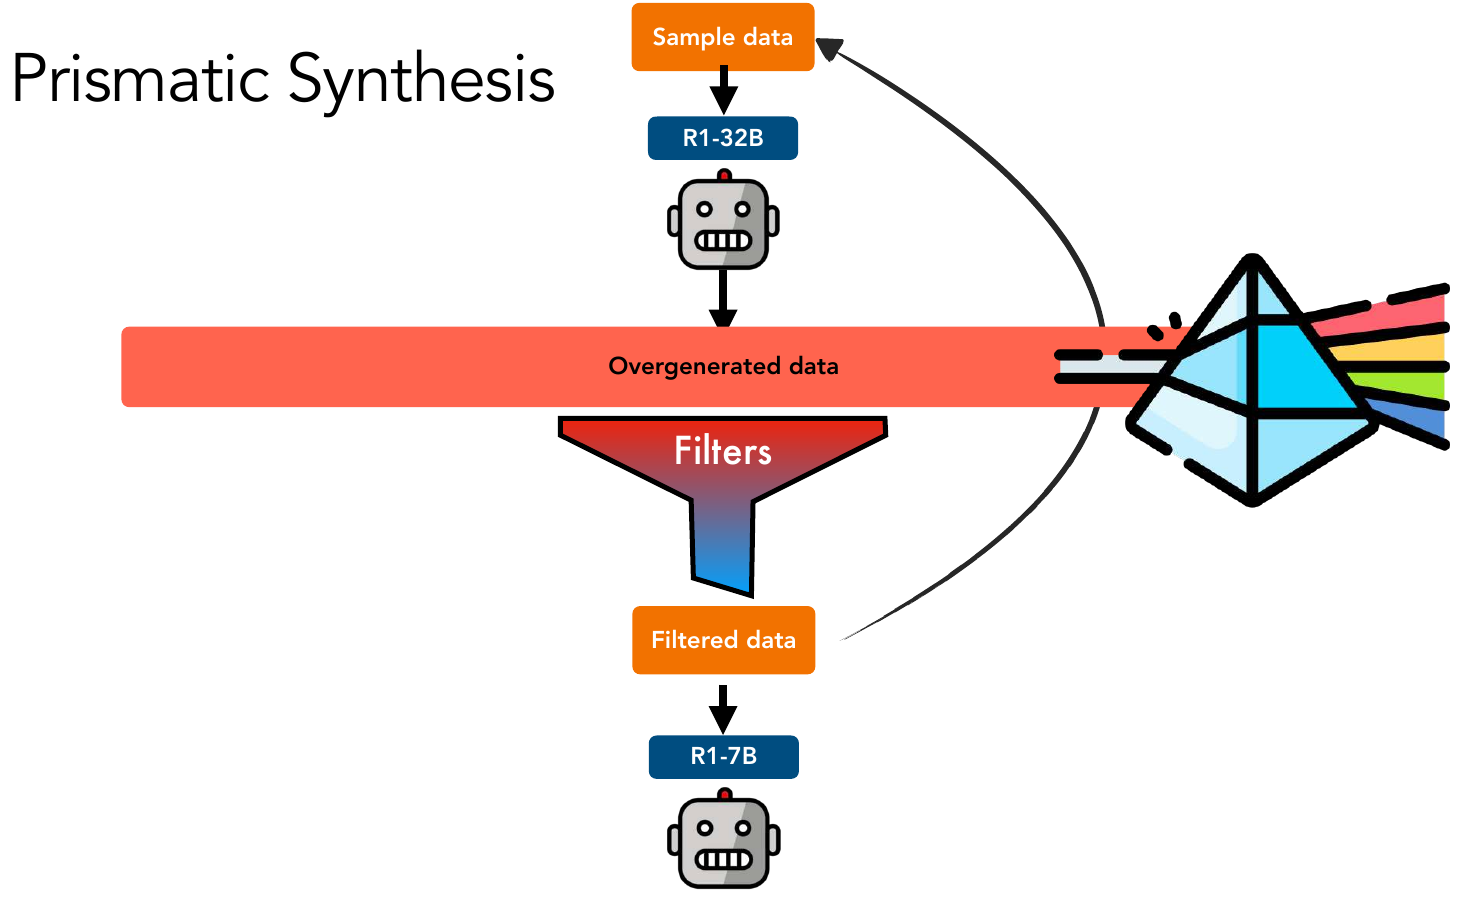 Prismatic Synthesis
Sample data
R1-32B
Overgenerated data
Filters
Filtered data
R1-7B